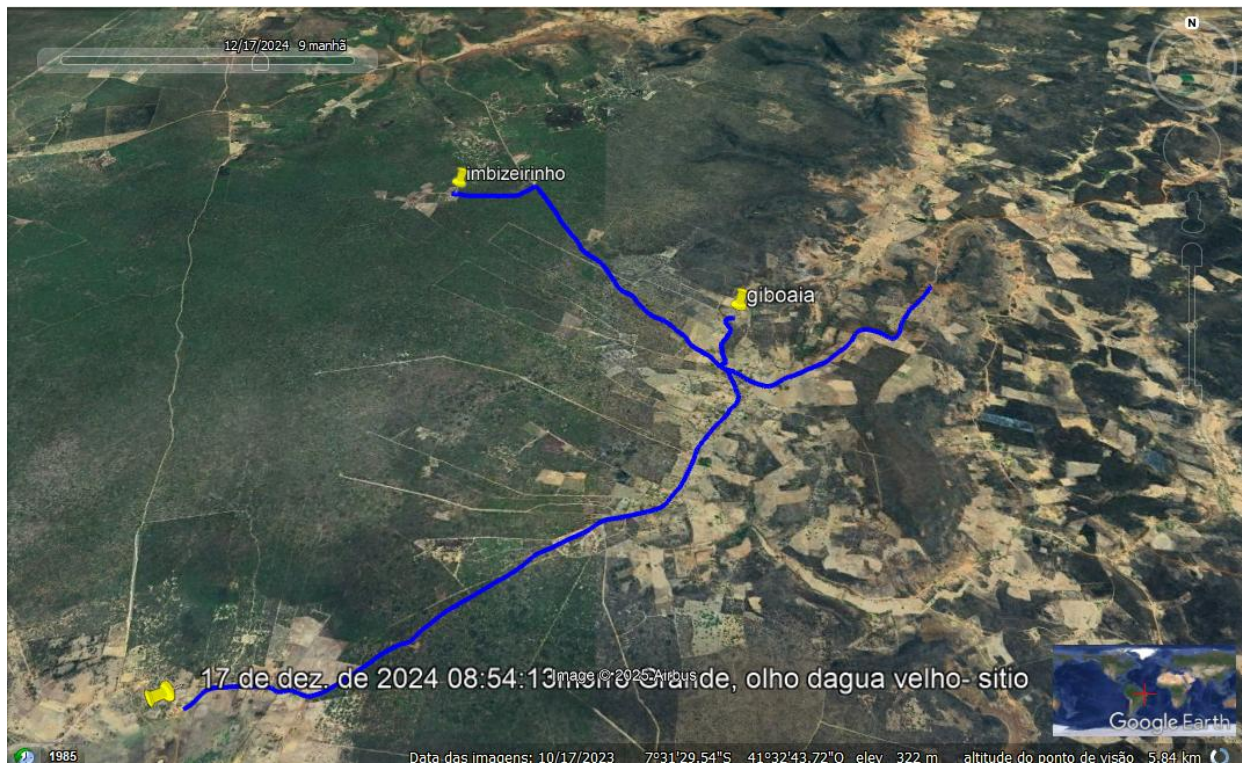 N
12/17/2024 9 manhã
imbizeirinho
giboaia
17 de dez. de 2024 08:54:13morro Grande, olho dagua velho- sitio
Image © 2025 Airbus
Google Earth
1985
Data das imagens: 10/17/2023 7°31'29.54"S 41°32'43.72"O elev 322 m altitude do ponto de visão 5.84 km